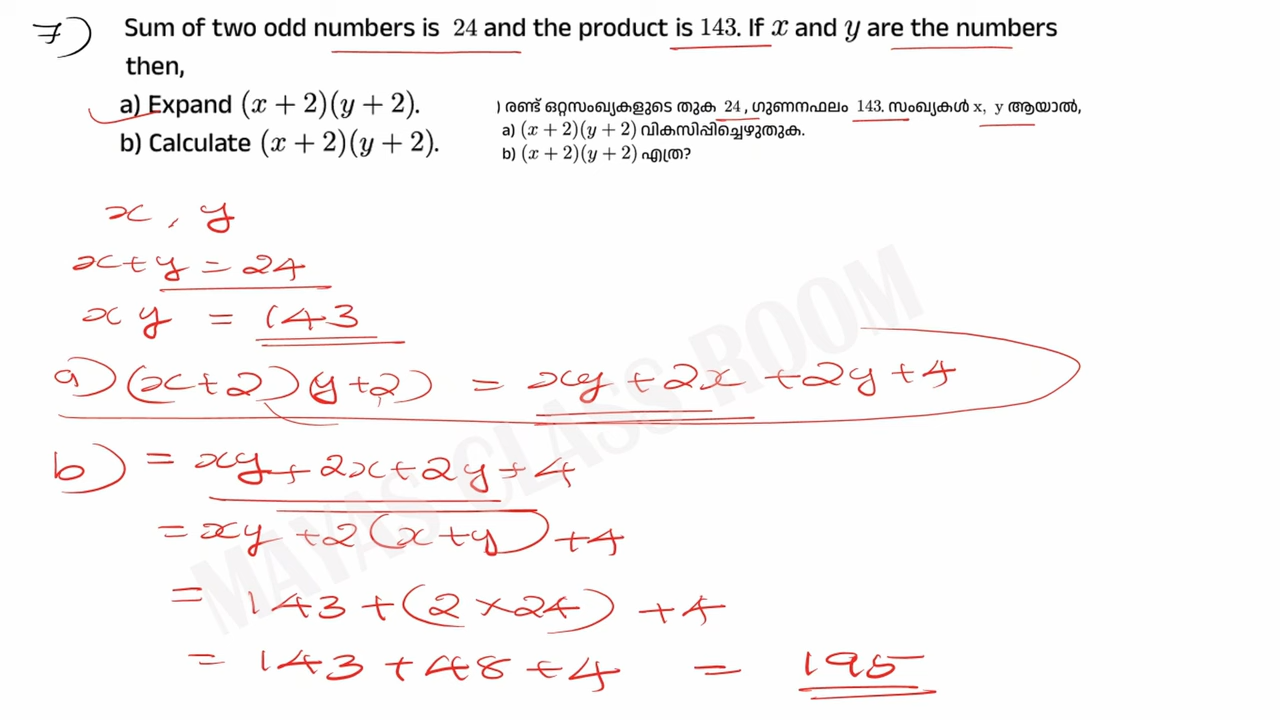 7)
Sum of two odd numbers is 24 and the product is 143. If x and y are the numbers
then,
a) Expand (x + 2)(y + 2).
b) Calculate (x + 2)(y + 2).
) രണ്ട് ഒറ്റസംഖ്യകളുടെ തുക 24, ഗുണനഫലം 143. സംഖ്യകൾ x, y ആയാൽ,
a) (x + 2)(y + 2) വികസിപ്പിച്ചെഴുതുക.
b) (x + 2)(y + 2) എത്ര?
x , y
x+y = 24
x y = 143
a) (x+2)(y+2) = xy + 2x + 2y + 4
b) = xy + 2x + 2y + 4
= xy + 2(x+y) + 4
= 143 + (2 × 24) + 4
= 143 + 48 + 4 = 195
MAYAS CLASS ROOM